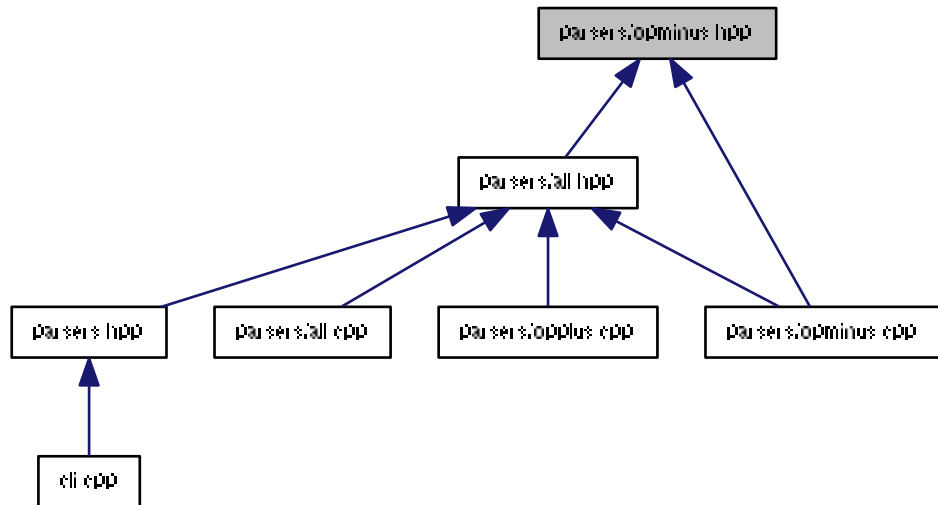 parsers/opminus.hpp
parsers/all.hpp
parsers.hpp
parsers/all.cpp
parsers/opplus.cpp
parsers/opminus.cpp
cli.cpp